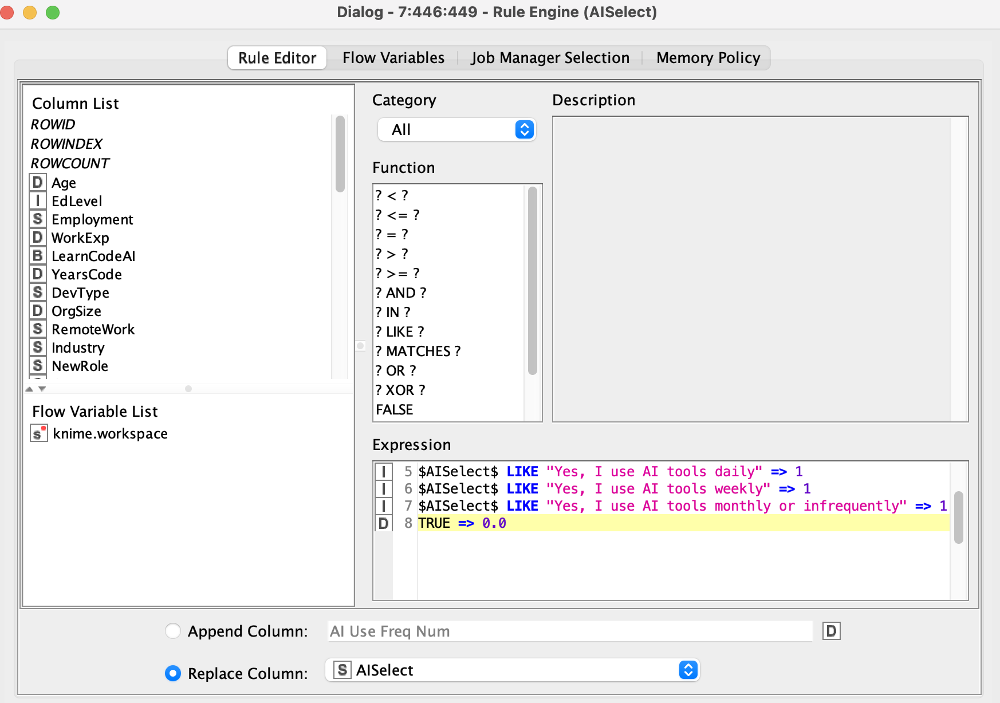 Dialog - 7:446:449 - Rule Engine (AISelect)
Rule Editor
Flow Variables
Job Manager Selection
Memory Policy
Column List
ROWID
ROWINDEX
ROWCOUNT
D Age
I EdLevel
S Employment
D WorkExp
B LearnCodeAI
D YearsCode
S DevType
D OrgSize
S RemoteWork
S Industry
S NewRole
Flow Variable List
s knime.workspace
Category
All
Function
? < ?
? <= ?
? = ?
? > ?
? >= ?
? AND ?
? IN ?
? LIKE ?
? MATCHES ?
? OR ?
? XOR ?
FALSE
Description
Expression
I 5 $AISelect$ LIKE "Yes, I use AI tools daily" => 1
I 6 $AISelect$ LIKE "Yes, I use AI tools weekly" => 1
I 7 $AISelect$ LIKE "Yes, I use AI tools monthly or infrequently" => 1
D 8 TRUE => 0.0
Append Column: AI Use Freq Num D
Replace Column: S AISelect